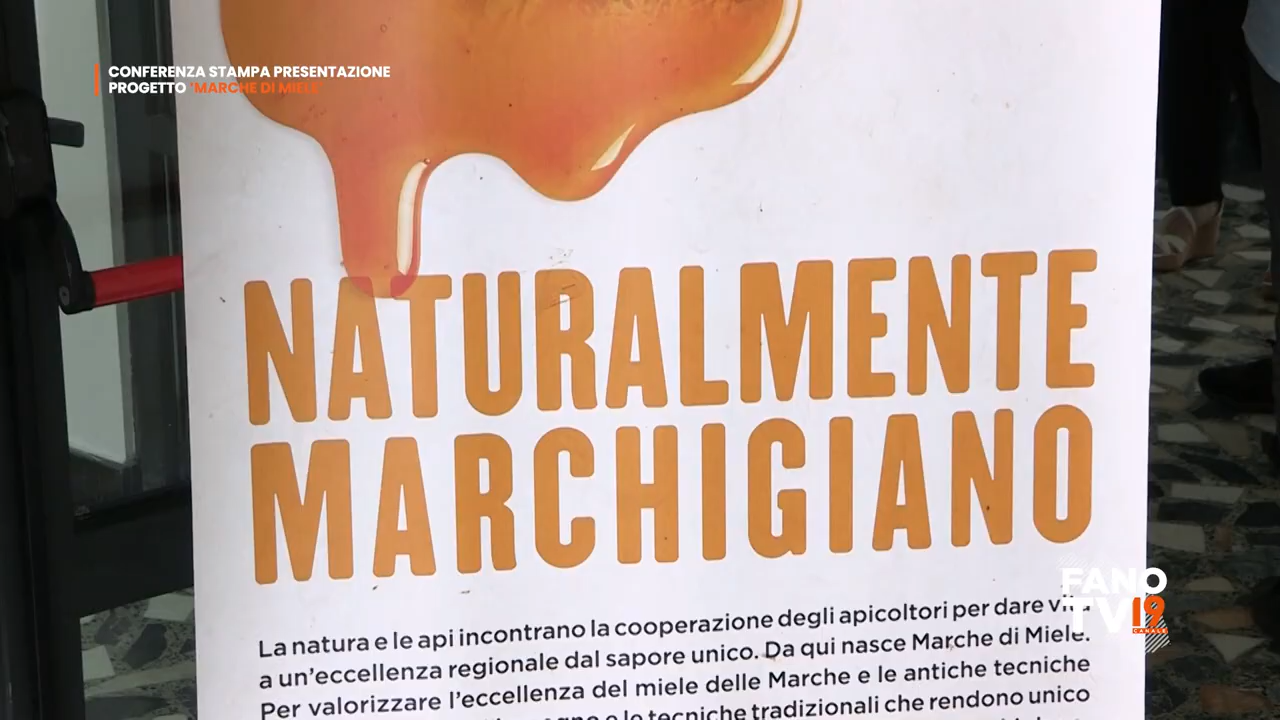 CONFERENZA STAMPA PRESENTAZIONE
PROGETTO 'MARCHE DI MIELE'
NATURALMENTE
MARCHIGIANO
La natura e le api incontrano la cooperazione degli apicoltori per dare vita
a un'eccellenza regionale dal sapore unico. Da qui nasce Marche di Miele.
Per valorizzare l'eccellenza del miele delle Marche e le antiche tecniche
e le tecniche tradizionali che rendono unico
FANO
TV19
CANALE